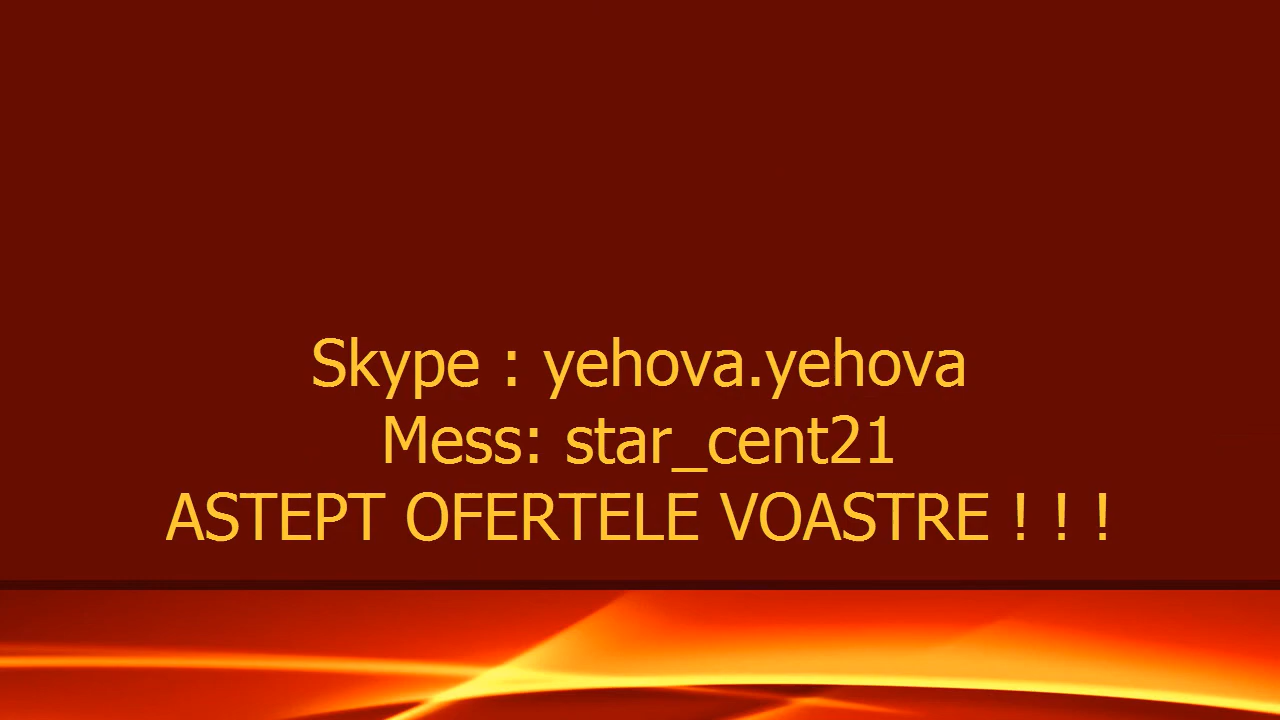 Skype : yehova.yehova
Mess: star_cent21
ASTEPT OFERTELE VOASTRE ! ! !